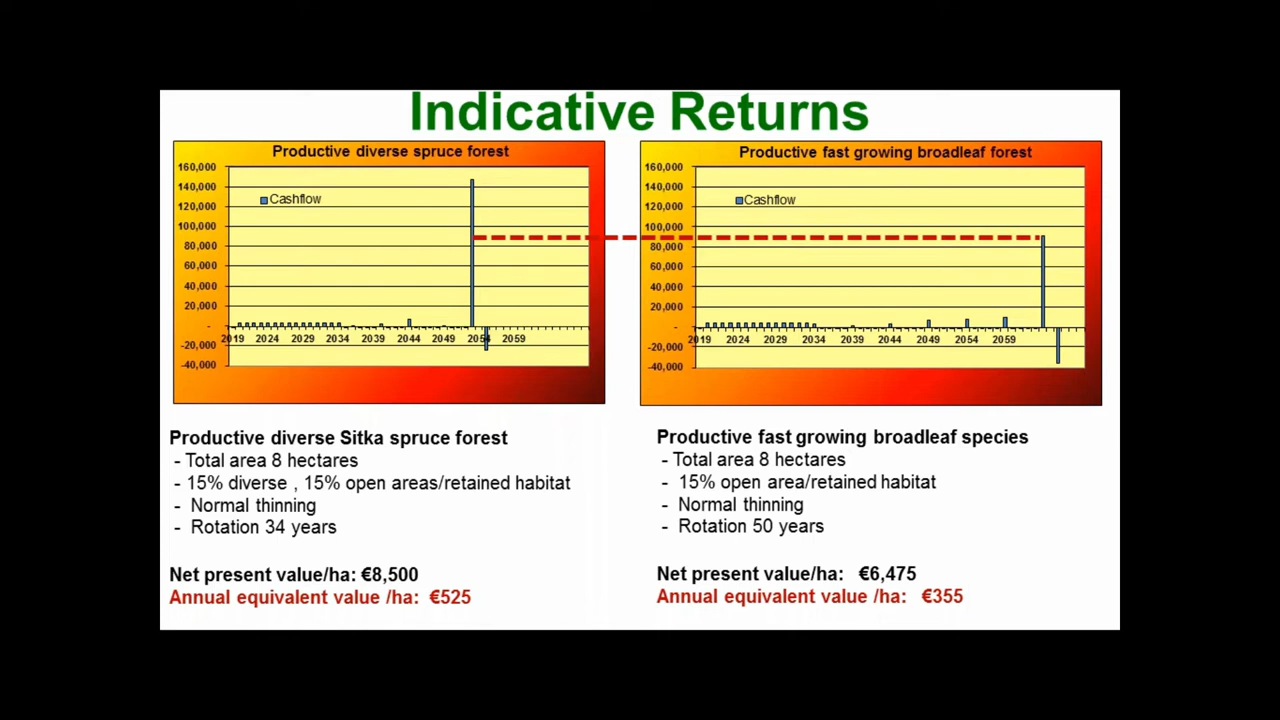 Indicative Returns
Productive diverse spruce forest
160,000
140,000
120,000
100,000
80,000
60,000
40,000
20,000
-
-20,000
-40,000
Cashflow
2019 2024 2029 2034 2039 2044 2049 2054 2059
Productive fast growing broadleaf forest
160,000
140,000
120,000
100,000
80,000
60,000
40,000
20,000
-
-20,000
-40,000
Cashflow
2019 2024 2029 2034 2039 2044 2049 2054 2059
Productive diverse Sitka spruce forest
- Total area 8 hectares
- 15% diverse , 15% open areas/retained habitat
- Normal thinning
- Rotation 34 years
Net present value/ha: €8,500
Annual equivalent value /ha: €525
Productive fast growing broadleaf species
- Total area 8 hectares
- 15% open area/retained habitat
- Normal thinning
- Rotation 50 years
Net present value/ha: €6,475
Annual equivalent value /ha: €355